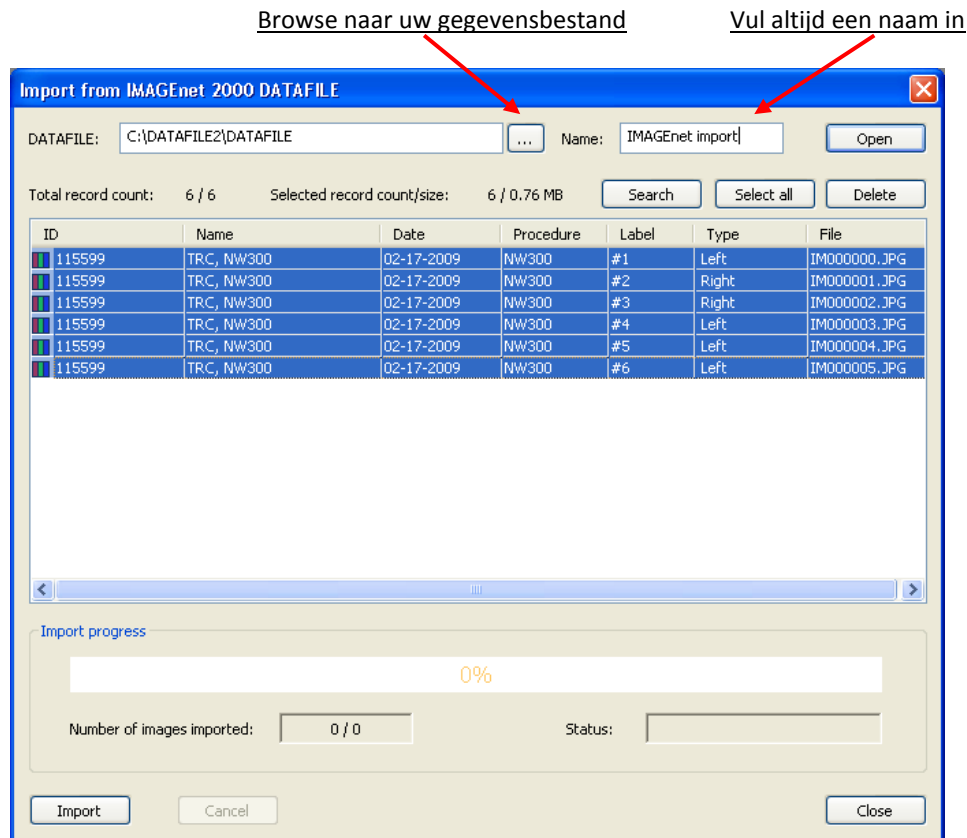 Browse naar uw gegevensbestand Vul altijd een naam in
Import from IMAGEnet 2000 DATAFILE
DATAFILE: C:\DATAFILE2\DATAFILE ... Name: IMAGEnet import Open
Total record count: 6 / 6 Selected record count/size: 6 / 0.76 MB Search Select all Delete
ID Name Date Procedure Label Type File
115599 TRC, NW300 02-17-2009 NW300 #1 Left IM000000.JPG
115599 TRC, NW300 02-17-2009 NW300 #2 Right IM000001.JPG
115599 TRC, NW300 02-17-2009 NW300 #3 Right IM000002.JPG
115599 TRC, NW300 02-17-2009 NW300 #4 Left IM000003.JPG
115599 TRC, NW300 02-17-2009 NW300 #5 Left IM000004.JPG
115599 TRC, NW300 02-17-2009 NW300 #6 Left IM000005.JPG
Import progress
0%
Number of images imported: 0 / 0 Status:
Import Cancel Close